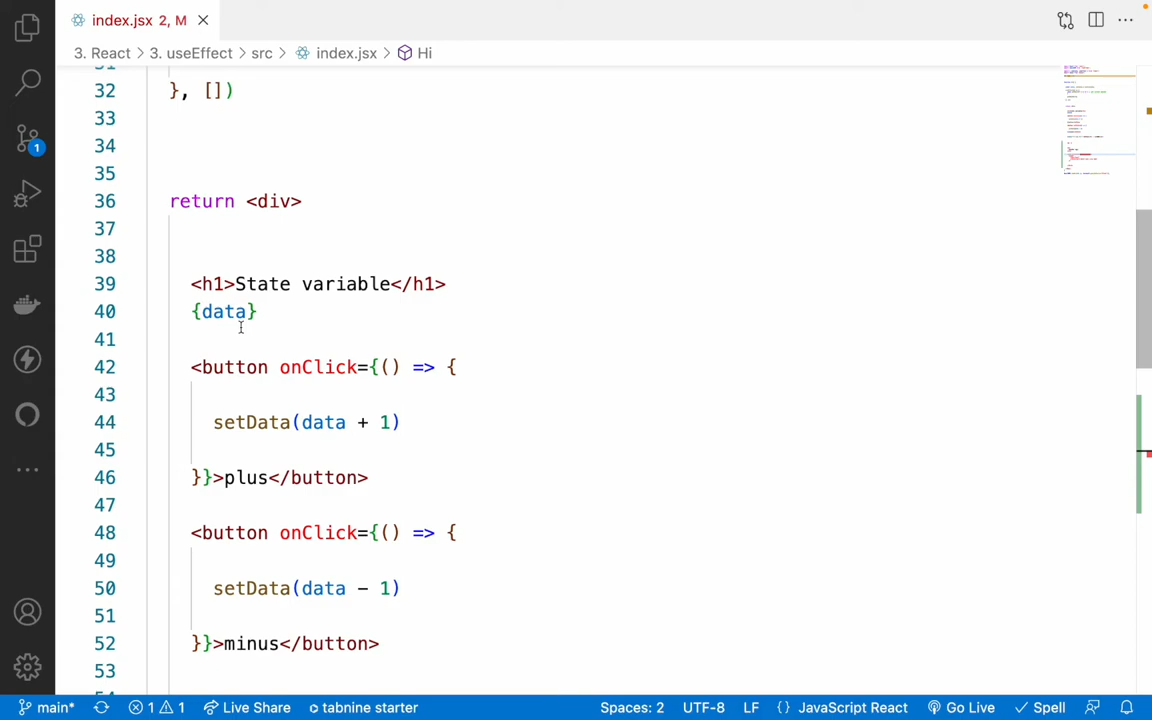 index.jsx 2, M
3. React > 3. useEffect > src > index.jsx > Hi
32 }, [])
33
34
35
36 return <div>
37
38
39 <h1>State variable</h1>
40 {data}
41
42 <button onClick={() => {
43
44 setData(data + 1)
45
46 }}>plus</button>
47
48 <button onClick={() => {
49
50 setData(data - 1)
51
52 }}>minus</button>
53
1
main* 1 1 Live Share tabnine starter Spaces: 2 UTF-8 LF {} JavaScript React Go Live Spell